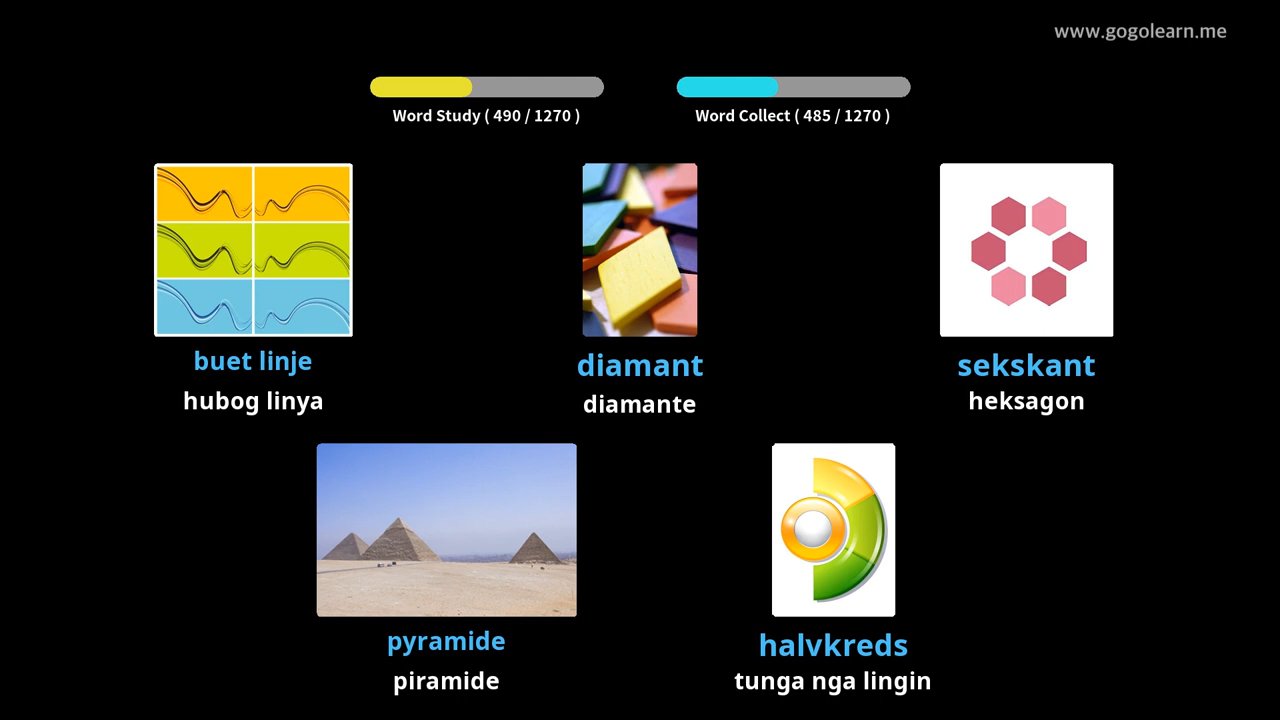 www.gogolearn.me
Word Study ( 490 / 1270 )
Word Collect ( 485 / 1270 )
buet linje
hubog linya
diamant
diamante
sekskant
heksagon
pyramide
piramide
halvkreds
tunga nga lingin